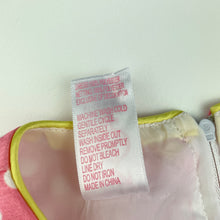 MACHINE WASH COLD
GENTLE CYCLE
SEPARATELY
WASH INSIDE OUT
REMOVE PROMPTLY
DO NOT BLEACH
LINE DRY
DO NOT IRON
MADE IN CHINA